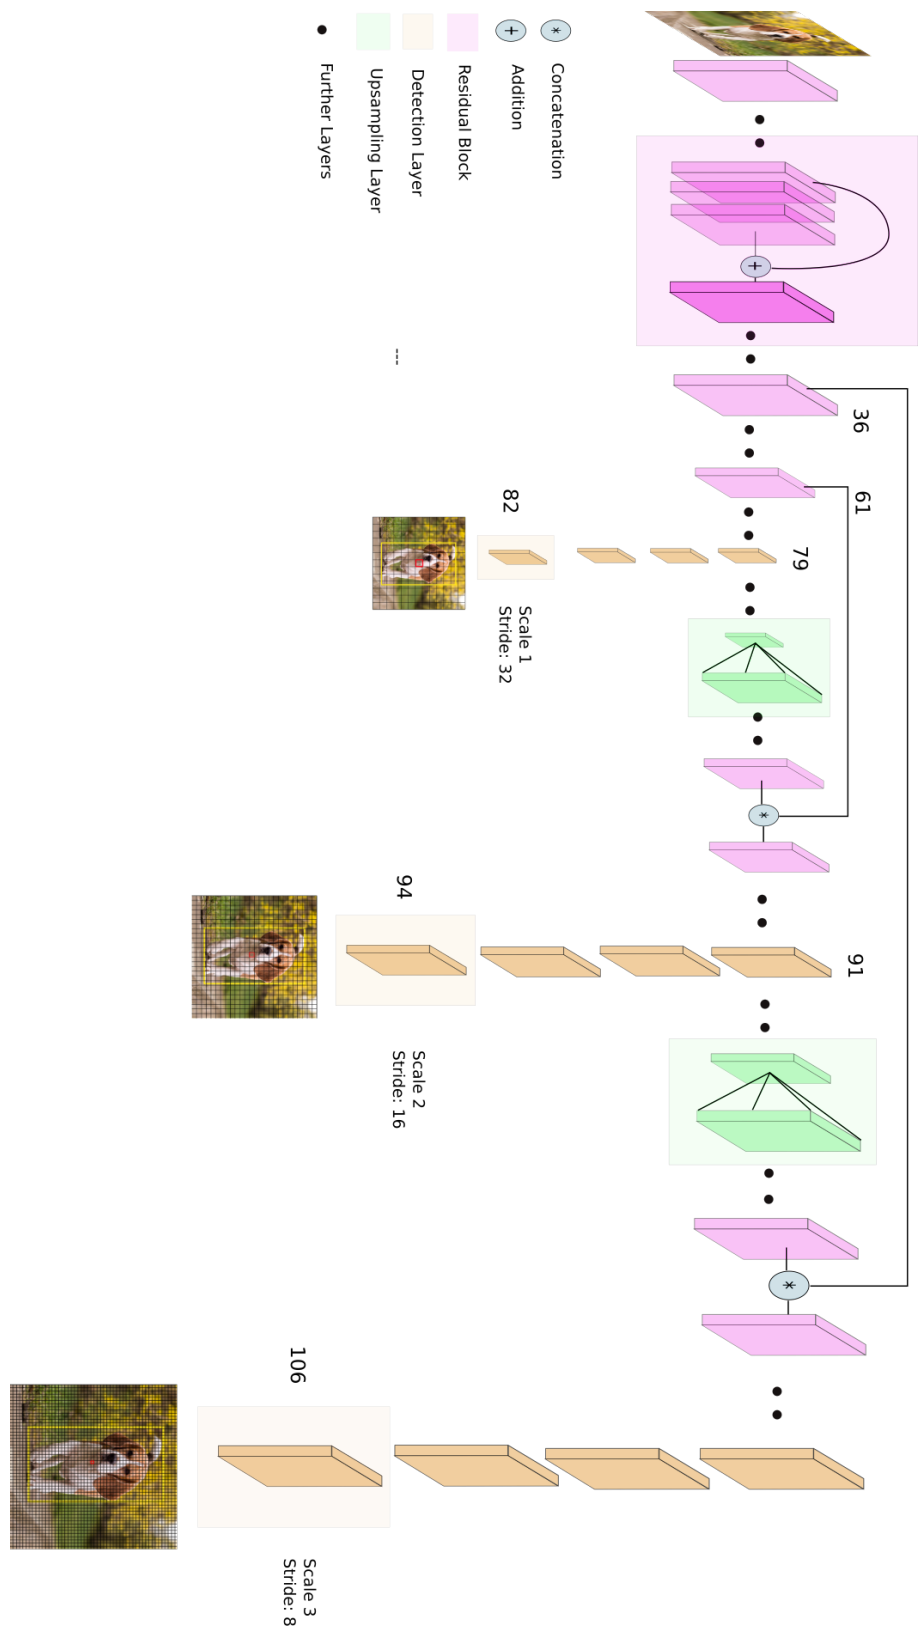 36
61
79
91
82
Scale 1
Stride: 32
94
Scale 2
Stride: 16
106
Scale 3
Stride: 8
+
*
*
* Concatenation
+ Addition
Residual Block
Detection Layer
Upsampling Layer
Further Layers
---